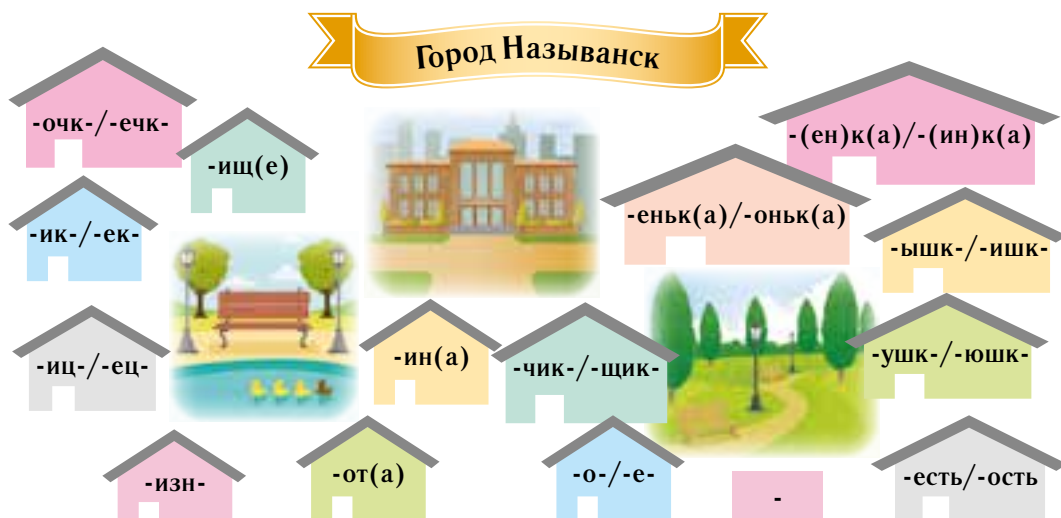 Город Называнск
-очк-/-ечк-
-ищ(е)
-(ен)к(а)/-(ин)к(а)
-еньк(а)/-оньк(а)
-ик-/-ек-
-ышк-/-ишк-
-иц-/-ец-
-ин(а)
-чик-/-щик-
-ушк-/-юшк-
-изн-
-от(а)
-о-/-е-
-
-есть/-ость